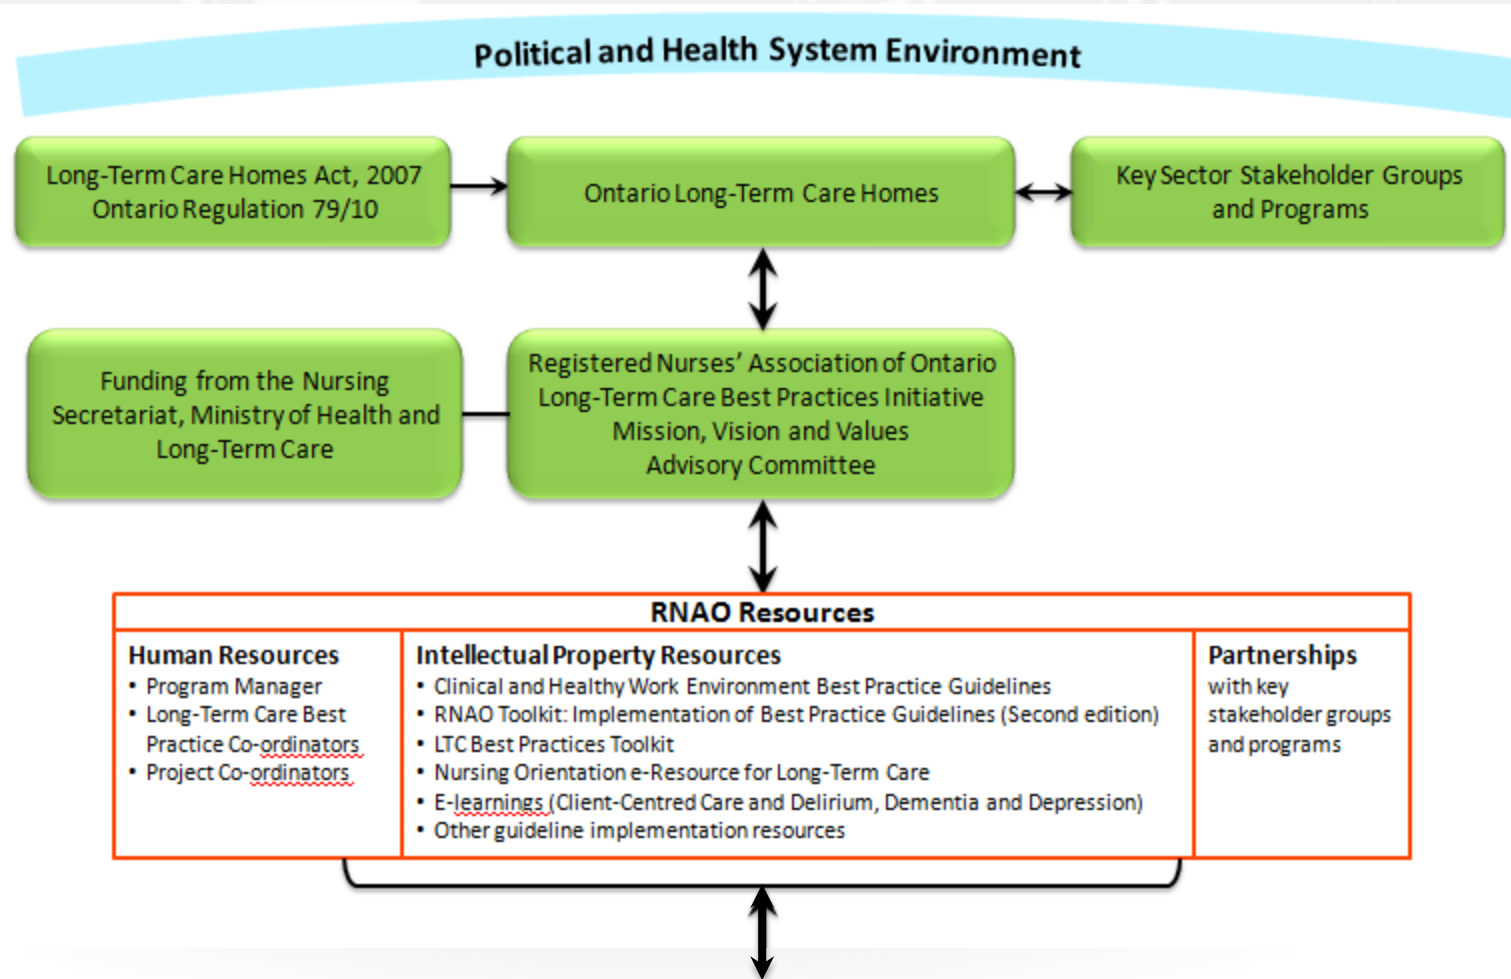 Political and Health System Environment
Long-Term Care Homes Act, 2007
Ontario Regulation 79/10
Ontario Long-Term Care Homes
Key Sector Stakeholder Groups
and Programs
Funding from the Nursing
Secretariat, Ministry of Health and
Long-Term Care
Registered Nurses’ Association of Ontario
Long-Term Care Best Practices Initiative
Mission, Vision and Values
Advisory Committee
RNAO Resources
Human Resources
• Program Manager
• Long-Term Care Best
Practice Co-ordinators
• Project Co-ordinators
Intellectual Property Resources
• Clinical and Healthy Work Environment Best Practice Guidelines
• RNAO Toolkit: Implementation of Best Practice Guidelines (Second edition)
• LTC Best Practices Toolkit
• Nursing Orientation e-Resource for Long-Term Care
• E-learnings (Client-Centred Care and Delirium, Dementia and Depression)
• Other guideline implementation resources
Partnerships
with key
stakeholder groups
and programs